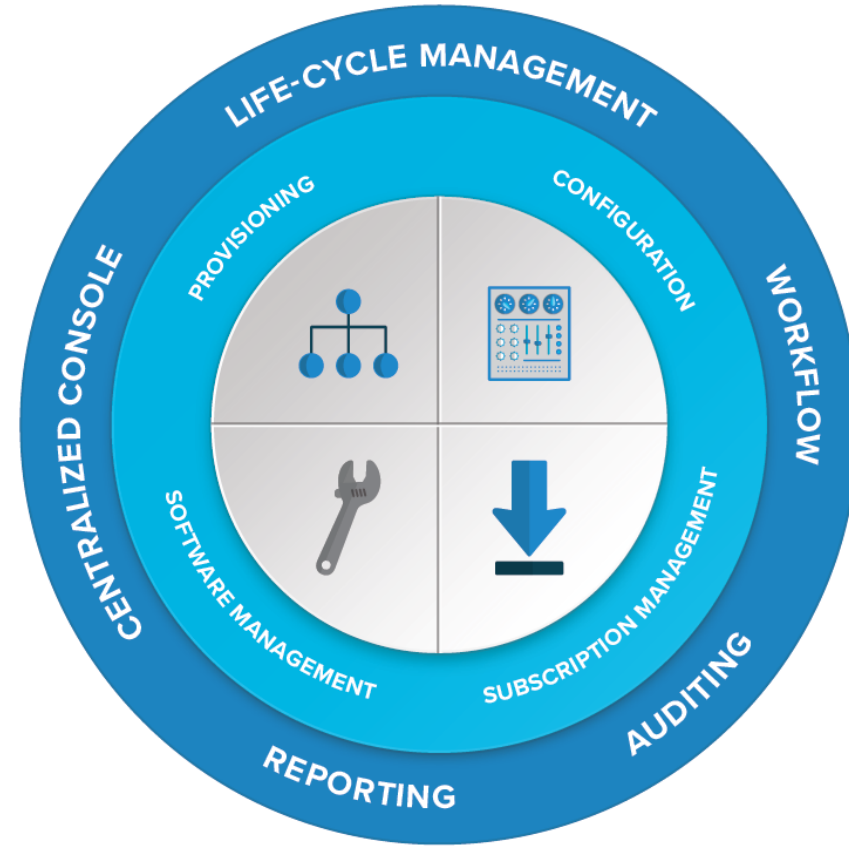 LIFE-CYCLE MANAGEMENT
WORKFLOW
AUDITING
REPORTING
CENTRALIZED CONSOLE
PROVISIONING
CONFIGURATION
SUBSCRIPTION MANAGEMENT
SOFTWARE MANAGEMENT